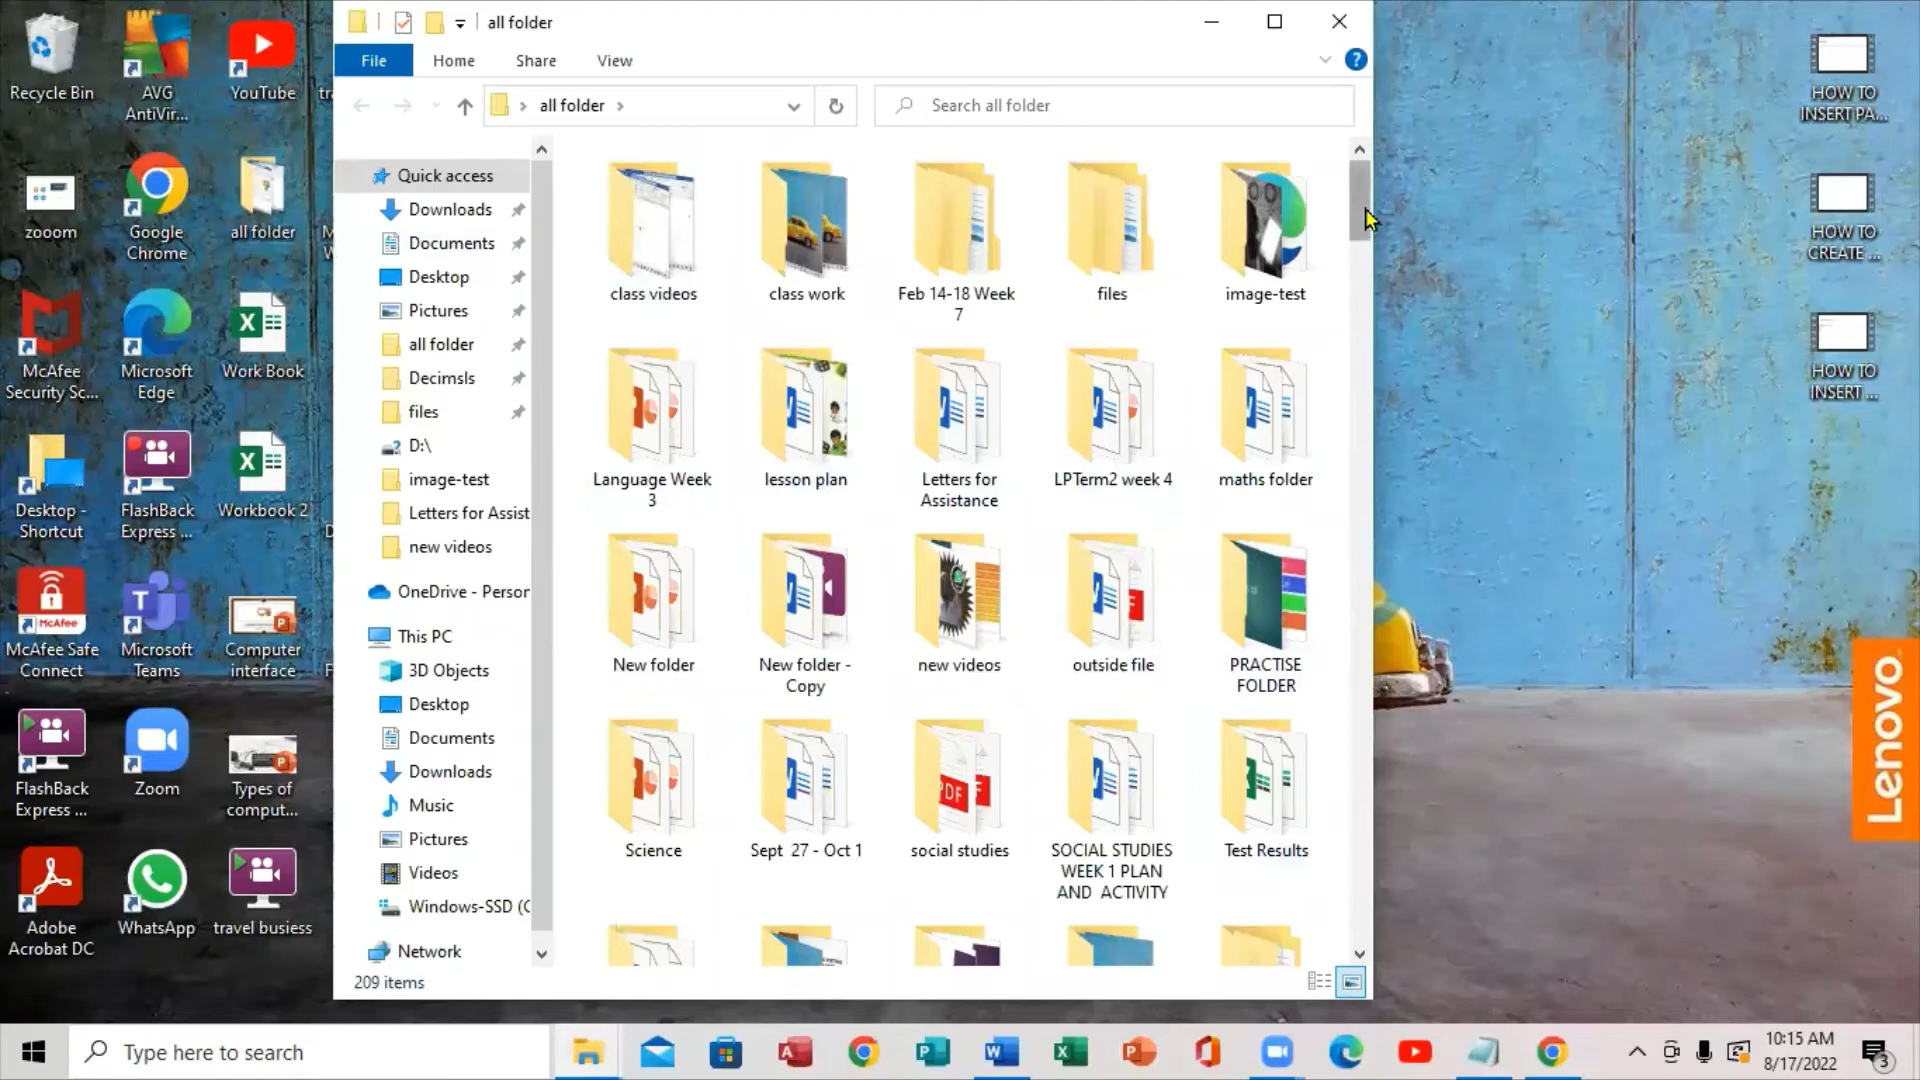 Recycle Bin
AVG
AntiVir...
YouTube
all folder
File
Home
Share
View
all folder
Search all folder
HOW TO
INSERT PA...
zooom
Google
Chrome
all folder
HOW TO
CREATE ...
McAfee
Security Sc...
Microsoft
Edge
Work Book
HOW TO
INSERT ...
Desktop -
Shortcut
FlashBack
Express ...
Workbook 2
McAfee
McAfee Safe
Connect
Microsoft
Teams
Computer
interface
FlashBack
Express ...
Zoom
Types of
comput...
Adobe
Acrobat DC
WhatsApp
travel busiess
Quick access
Downloads
Documents
Desktop
Pictures
all folder
Decimsls
files
D:\
image-test
Letters for Assist
new videos
OneDrive - Person
This PC
3D Objects
Desktop
Documents
Downloads
Music
Pictures
Videos
Windows-SSD (C
Network
209 items
class videos
class work
Feb 14-18 Week
7
files
image-test
Language Week
3
lesson plan
Letters for
Assistance
LPTerm2 week 4
maths folder
New folder
New folder -
Copy
new videos
outside file
PRACTISE
FOLDER
Science
Sept 27 - Oct 1
PDF
social studies
SOCIAL STUDIES
WEEK 1 PLAN
AND ACTIVITY
Test Results
Lenovo
Type here to search
10:15 AM
8/17/2022
3